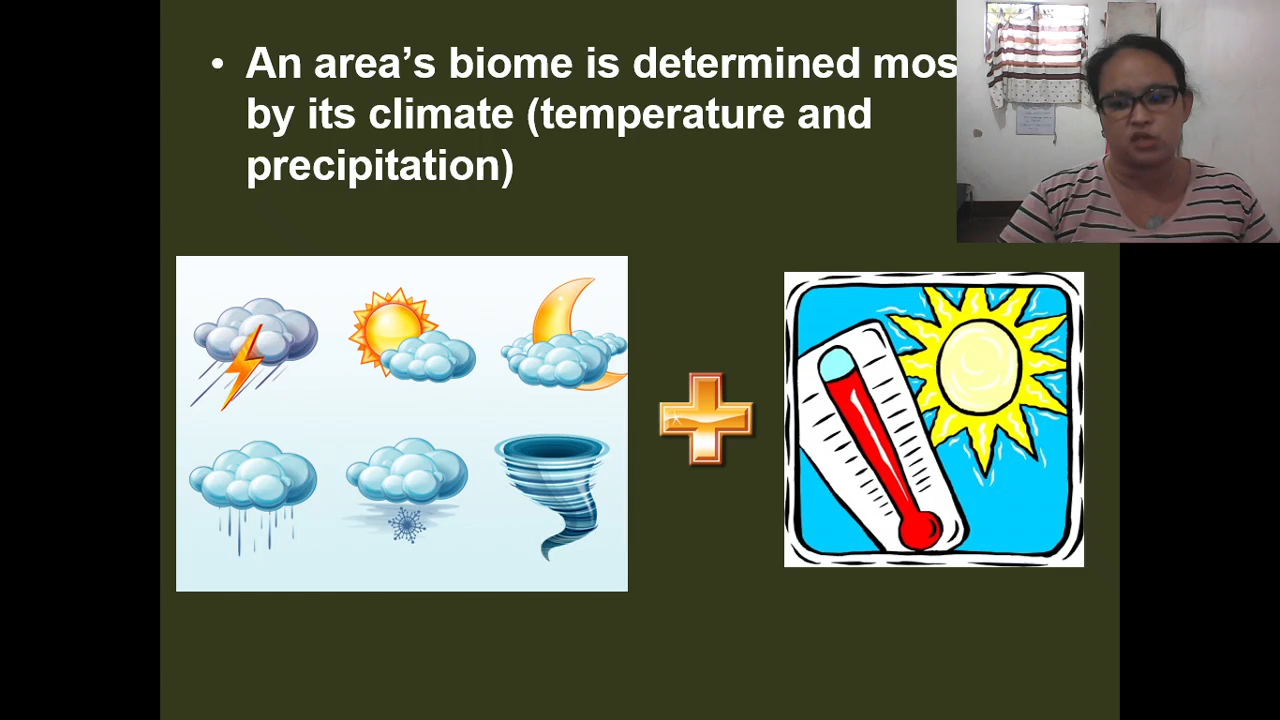 • An area’s biome is determined mos
by its climate (temperature and
precipitation)